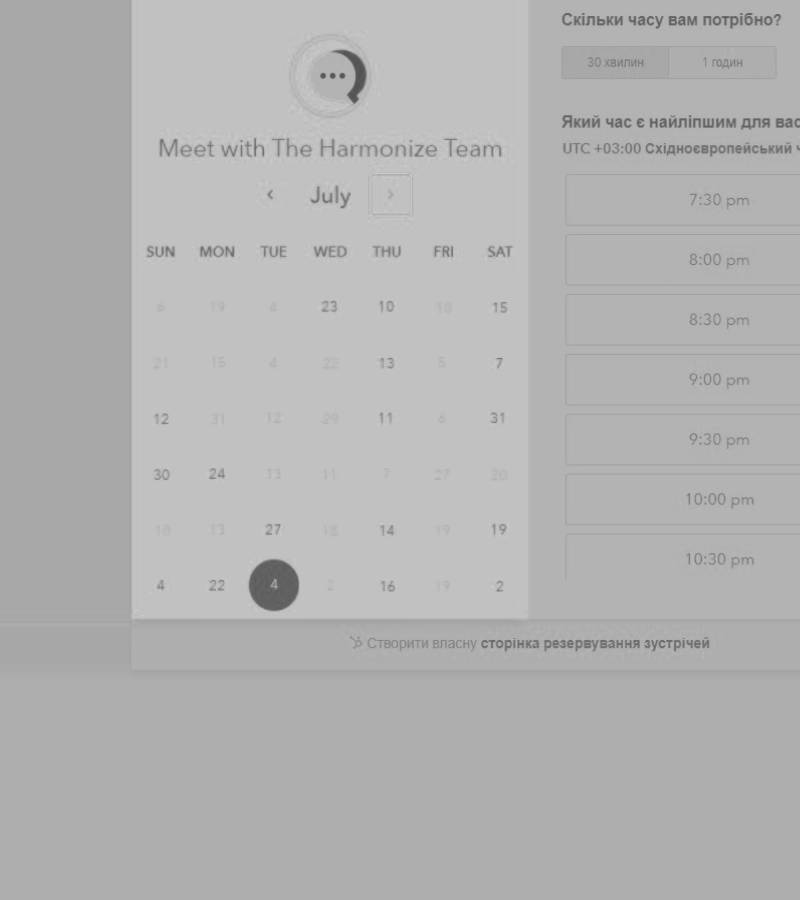 Meet with The Harmonize Team
July
SUN MON TUE WED THU FRI SAT
6 19 4 23 10 10 15
21 15 4 22 13 5 7
12 31 12 29 11 6 31
30 24 13 11 7 27 20
10 13 27 18 14 19 19
4 22 4 2 16 19 2
Скільки часу вам потрібно?
30 хвилин 1 годин
Який час є найліпшим для вас
UTC +03:00 Східноєвропейський ч
7:30 pm
8:00 pm
8:30 pm
9:00 pm
9:30 pm
10:00 pm
10:30 pm
Створити власну сторінка резервування зустрічей